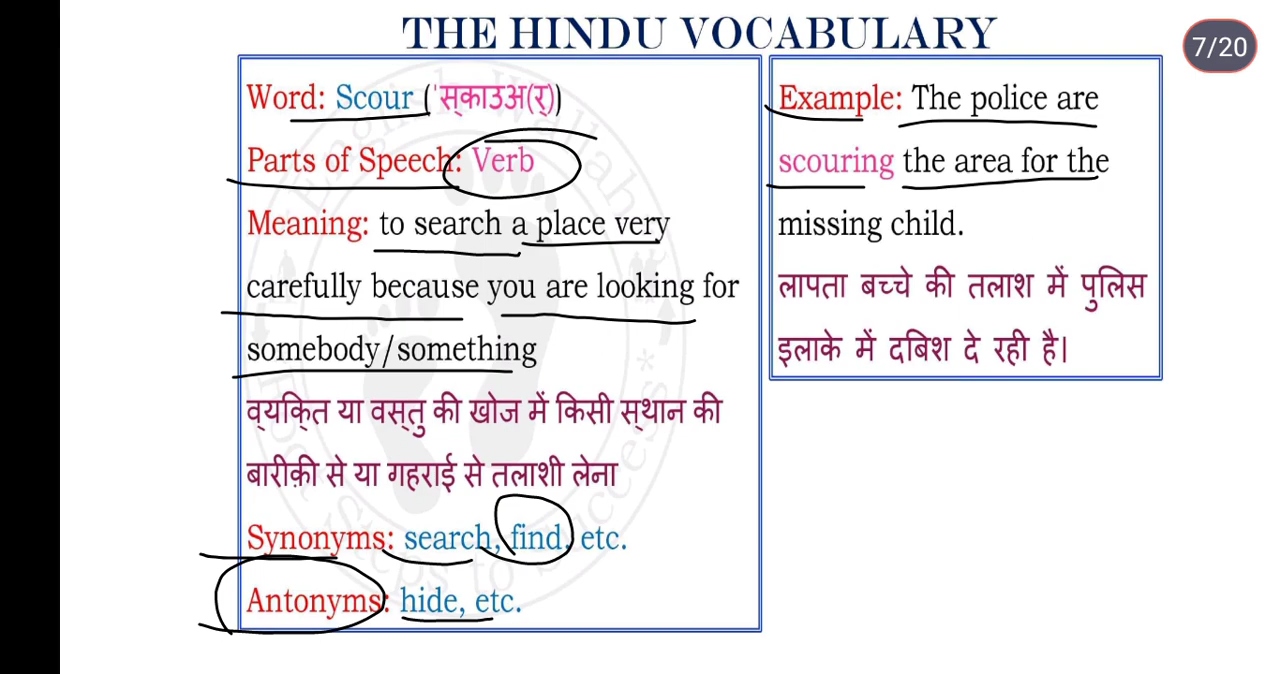 THE HINDU VOCABULARY
7/20
Word: Scour (ˈस्काउअ(र्))
Parts of Speech: Verb
Meaning: to search a place very
carefully because you are looking for
somebody/something
व्यक्ति या वस्तु की खोज में किसी स्थान की
बारीक़ी से या गहराई से तलाशी लेना
Synonyms: search, find, etc.
Antonyms: hide, etc.
Example: The police are
scouring the area for the
missing child.
लापता बच्चे की तलाश में पुलिस
इलाके में दबिश दे रही है।